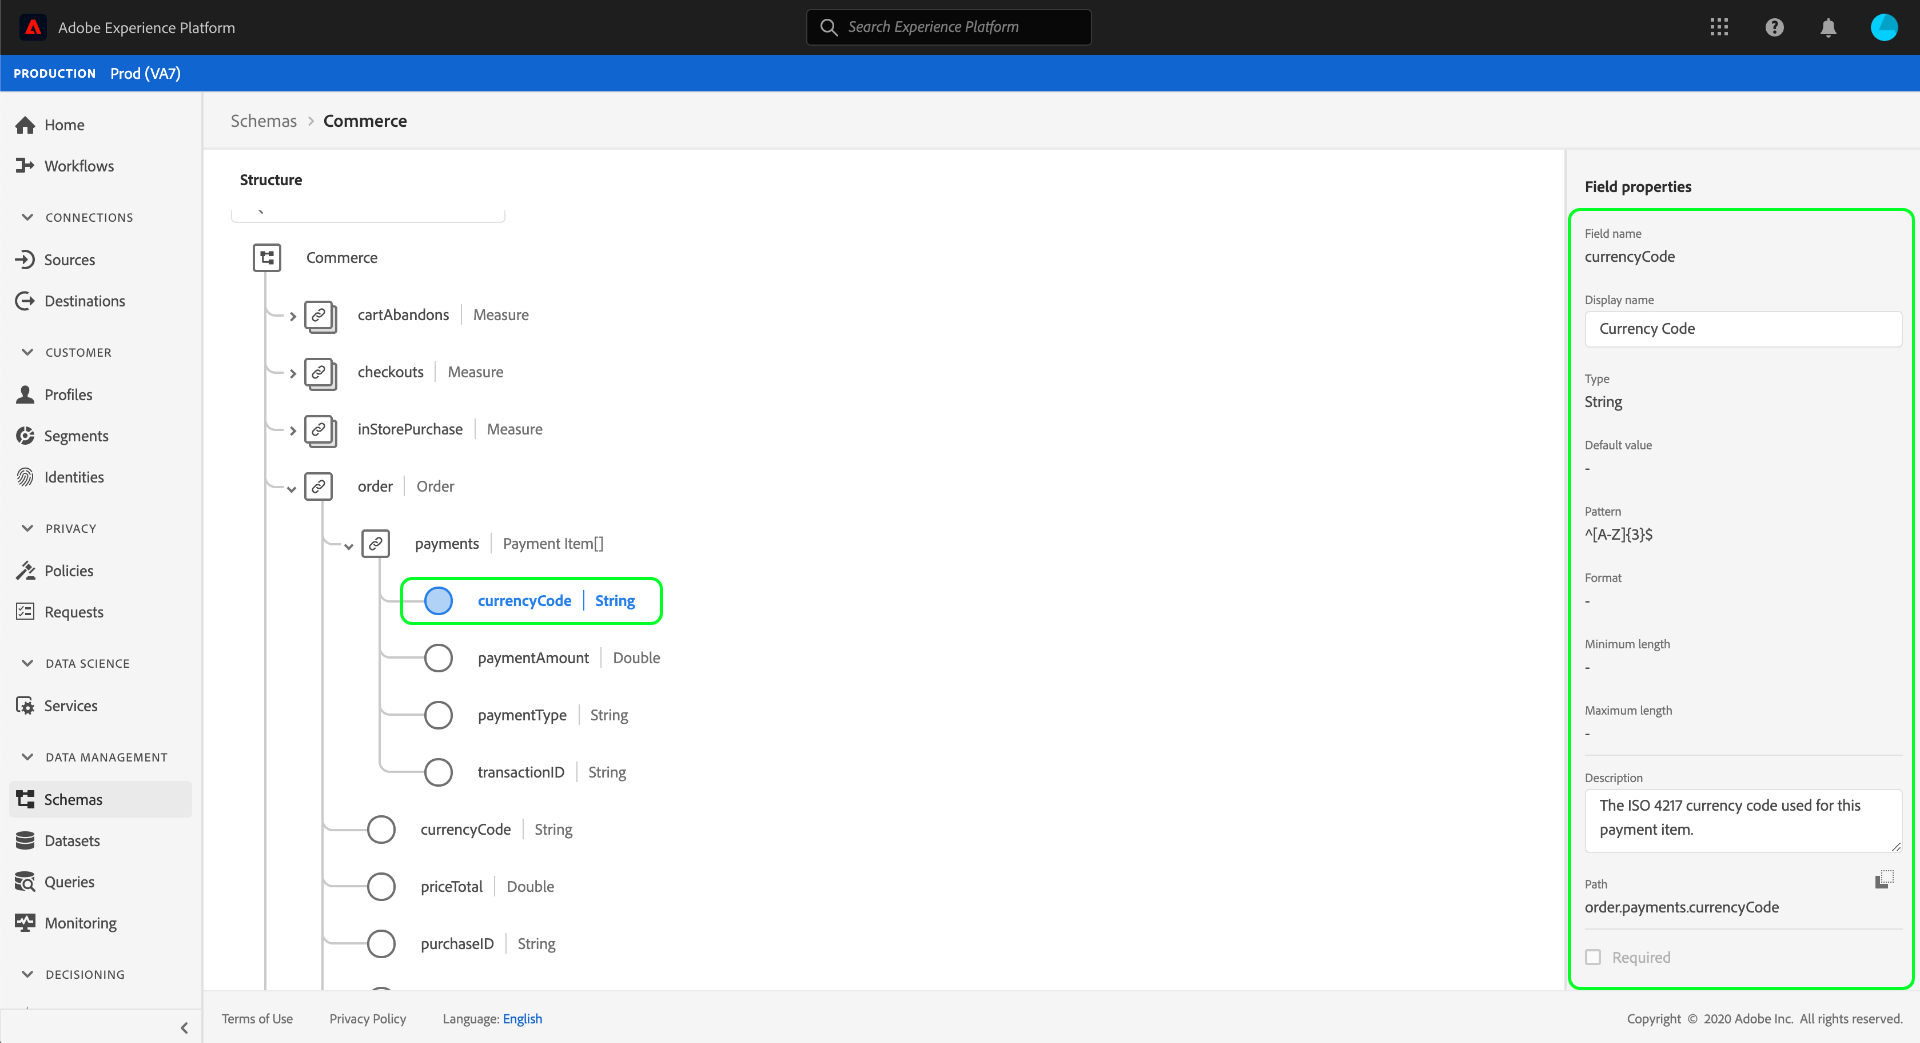 Adobe Experience Platform
Search Experience Platform
PRODUCTION Prod (VA7)
Home
Workflows
CONNECTIONS
Sources
Destinations
CUSTOMER
Profiles
Segments
Identities
PRIVACY
Policies
Requests
DATA SCIENCE
Services
DATA MANAGEMENT
Schemas
Datasets
Queries
Monitoring
DECISIONING
Schemas > Commerce
Structure
Commerce
cartAbandons | Measure
checkouts | Measure
inStorePurchase | Measure
order | Order
payments | Payment Item[]
currencyCode | String
paymentAmount | Double
paymentType | String
transactionID | String
currencyCode | String
priceTotal | Double
purchaseID | String
Field properties
Field name
currencyCode
Display name
Currency Code
Type
String
Default value
-
Pattern
^[A-Z]{3}$
Format
-
Minimum length
-
Maximum length
-
Description
The ISO 4217 currency code used for this
payment item.
Path
order.payments.currencyCode
Required
Terms of Use Privacy Policy Language: English
Copyright © 2020 Adobe Inc. All rights reserved.